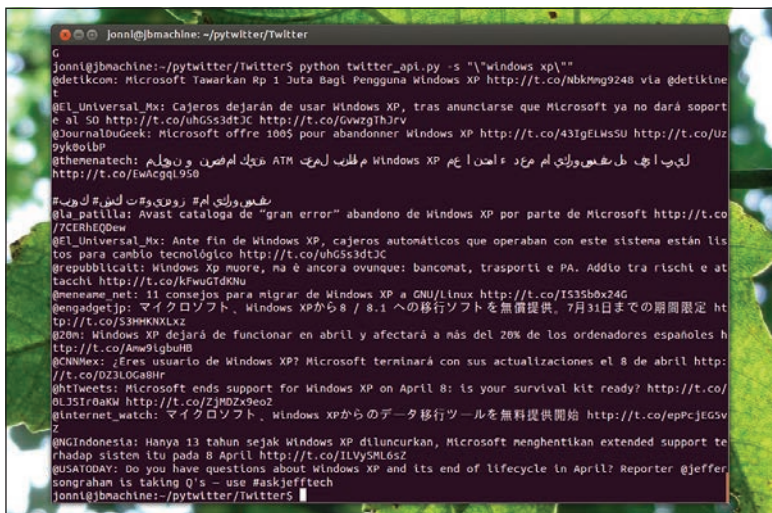 jonni@jbmachine: ~/pytwitter/Twitter
G
jonni@jbmachine:~/pytwitter/Twitter$ python twitter_api.py -s "\"windows xp\""
@detikcom: Microsoft Tawarkan Rp 1 Juta Bagi Pengguna Windows XP http://t.co/NbkMmg9248 via @detikine
t
@El_Universal_Mx: Cajeros dejarán de usar Windows XP, tras anunciarse que Microsoft ya no dará soport
e al SO http://t.co/uhGSs3dtJC http://t.co/GvwzgThJrv
@JournalDuGeek: Microsoft offre 100$ pour abandonner Windows XP http://t.co/43IgELWsSU http://t.co/Uz
9yk0oibP
@themenatech: Windows XP ATM
http://t.co/EwAcgqL950
@la_patilla: Avast cataloga de “gran error” abandono de Windows XP por parte de Microsoft http://t.co
/7CERhEQDew
@El_Universal_Mx: Ante fin de Windows XP, cajeros automáticos que operaban con este sistema están lis
tos para cambio tecnológico http://t.co/uhGSs3dtJC
@repubblicait: Windows Xp muore, ma è ancora ovunque: bancomat, trasporti e PA. Addio tra rischi e at
tacchi http://t.co/kFwuGTdKNu
@meneame_net: 11 consejos para migrar de Windows XP a GNU/Linux http://t.co/IS3Sb0x24G
@engadgetjp: マイクロソフト、Windows XPから8 / 8.1 への移行ソフトを無償提供。7月31日までの期間限定 ht
tp://t.co/S3HHKNXLxz
@20m: Windows XP dejará de funcionar en abril y afectará a más del 20% de los ordenadores españoles h
ttp://t.co/Amw9igbuHB
@CNNMex: ¿Eres usuario de Windows XP? Microsoft terminará con sus actualizaciones el 8 de abril http:
//t.co/DZ3LOGa8Hr
@htTweets: Microsoft ends support for Windows XP on April 8: is your survival kit ready? http://t.co/
0LJ5Ir0aKW http://t.co/ZjMDZx9eo2
@internet_watch: マイクロソフト、Windows XPからのデータ移行ツールを無料提供開始 http://t.co/epPcjEG5v
Z
@NGIndonesia: Hanya 13 tahun sejak Windows XP diluncurkan, Microsoft menghentikan extended support te
rhadap sistem itu pada 8 April http://t.co/ILVySML6sZ
@USATODAY: Do you have questions about Windows XP and its end of lifecycle in April? Reporter @jeffer
songraham is taking Q's — use #askjefftech
jonni@jbmachine:~/pytwitter/Twitter$